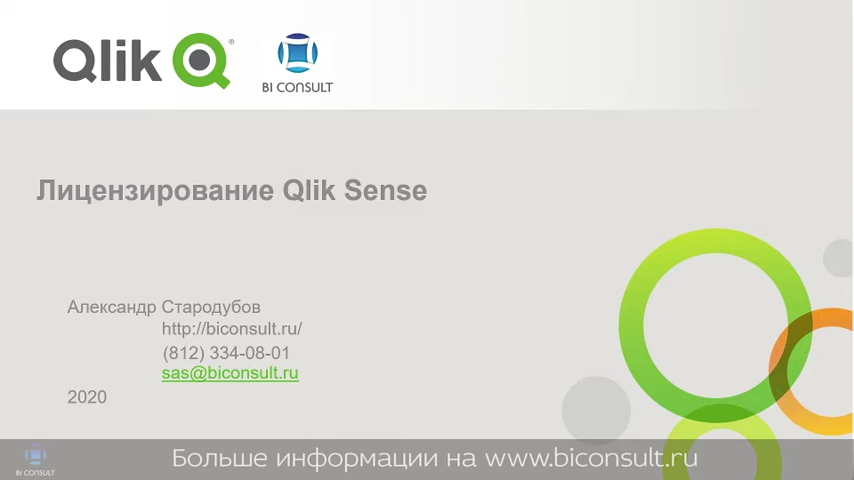 Qlik
BI CONSULT
Лицензирование Qlik Sense
Александр Стародубов
http://biconsult.ru/
(812) 334-08-01
sas@biconsult.ru
2020
BI CONSULT
Больше информации на www.biconsult.ru